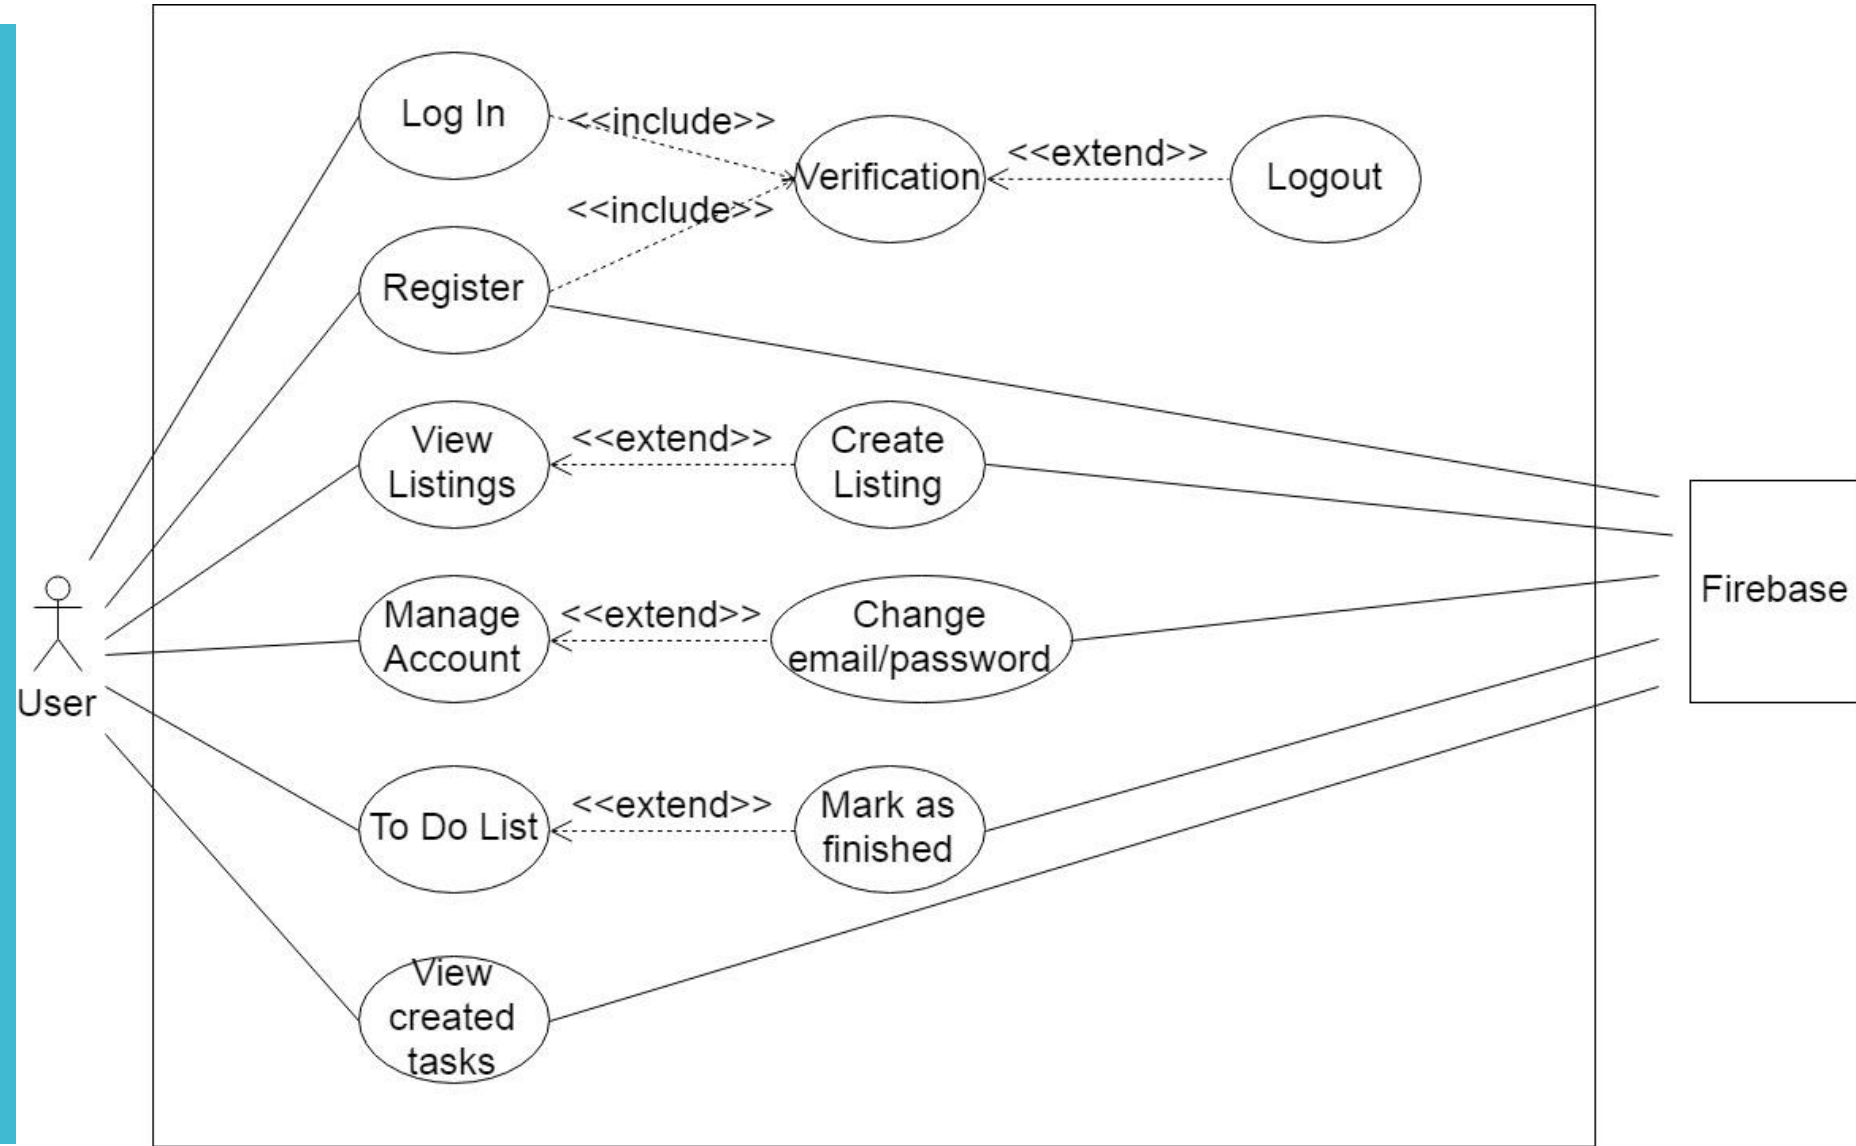 Log In
<<include>>
Verification
<<extend>>
Logout
<<include>>
Register
View
Listings
<<extend>>
Create
Listing
Manage
Account
<<extend>>
Change
email/password
Firebase
User
To Do List
<<extend>>
Mark as
finished
View
created
tasks